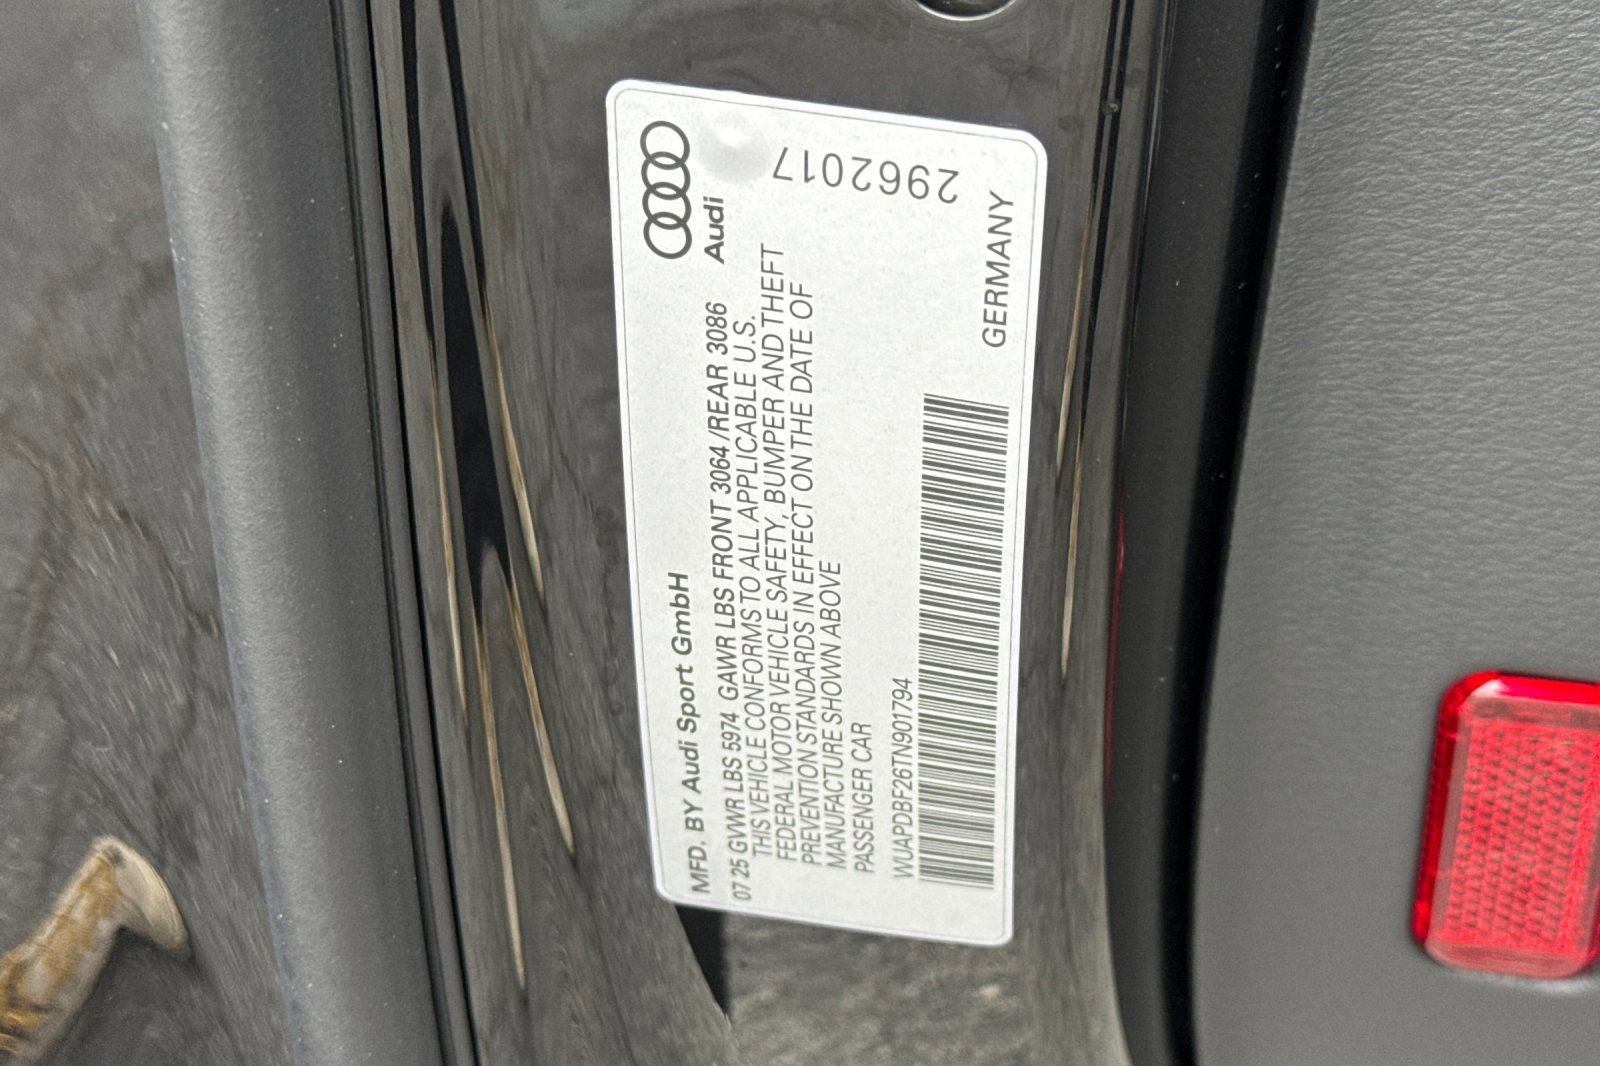 Audi
MFD. BY Audi Sport GmbH
07 25 GVWR LBS 5974 GAWR LBS FRONT 3064 /REAR 3086
THIS VEHICLE CONFORMS TO ALL APPLICABLE U.S.
FEDERAL MOTOR VEHICLE SAFETY, BUMPER AND THEFT
PREVENTION STANDARDS IN EFFECT ON THE DATE OF
MANUFACTURE SHOWN ABOVE
PASSENGER CAR
WUAPDBF26TN901794
GERMANY
2962017